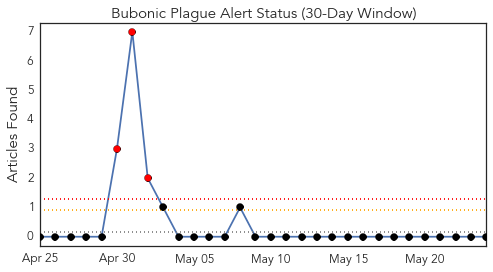 Bubonic Plague Alert Status (30-Day Window)
Articles Found
7
6
5
4
3
2
1
0
Apr 25
Apr 30
May 05
May 10
May 15
May 20